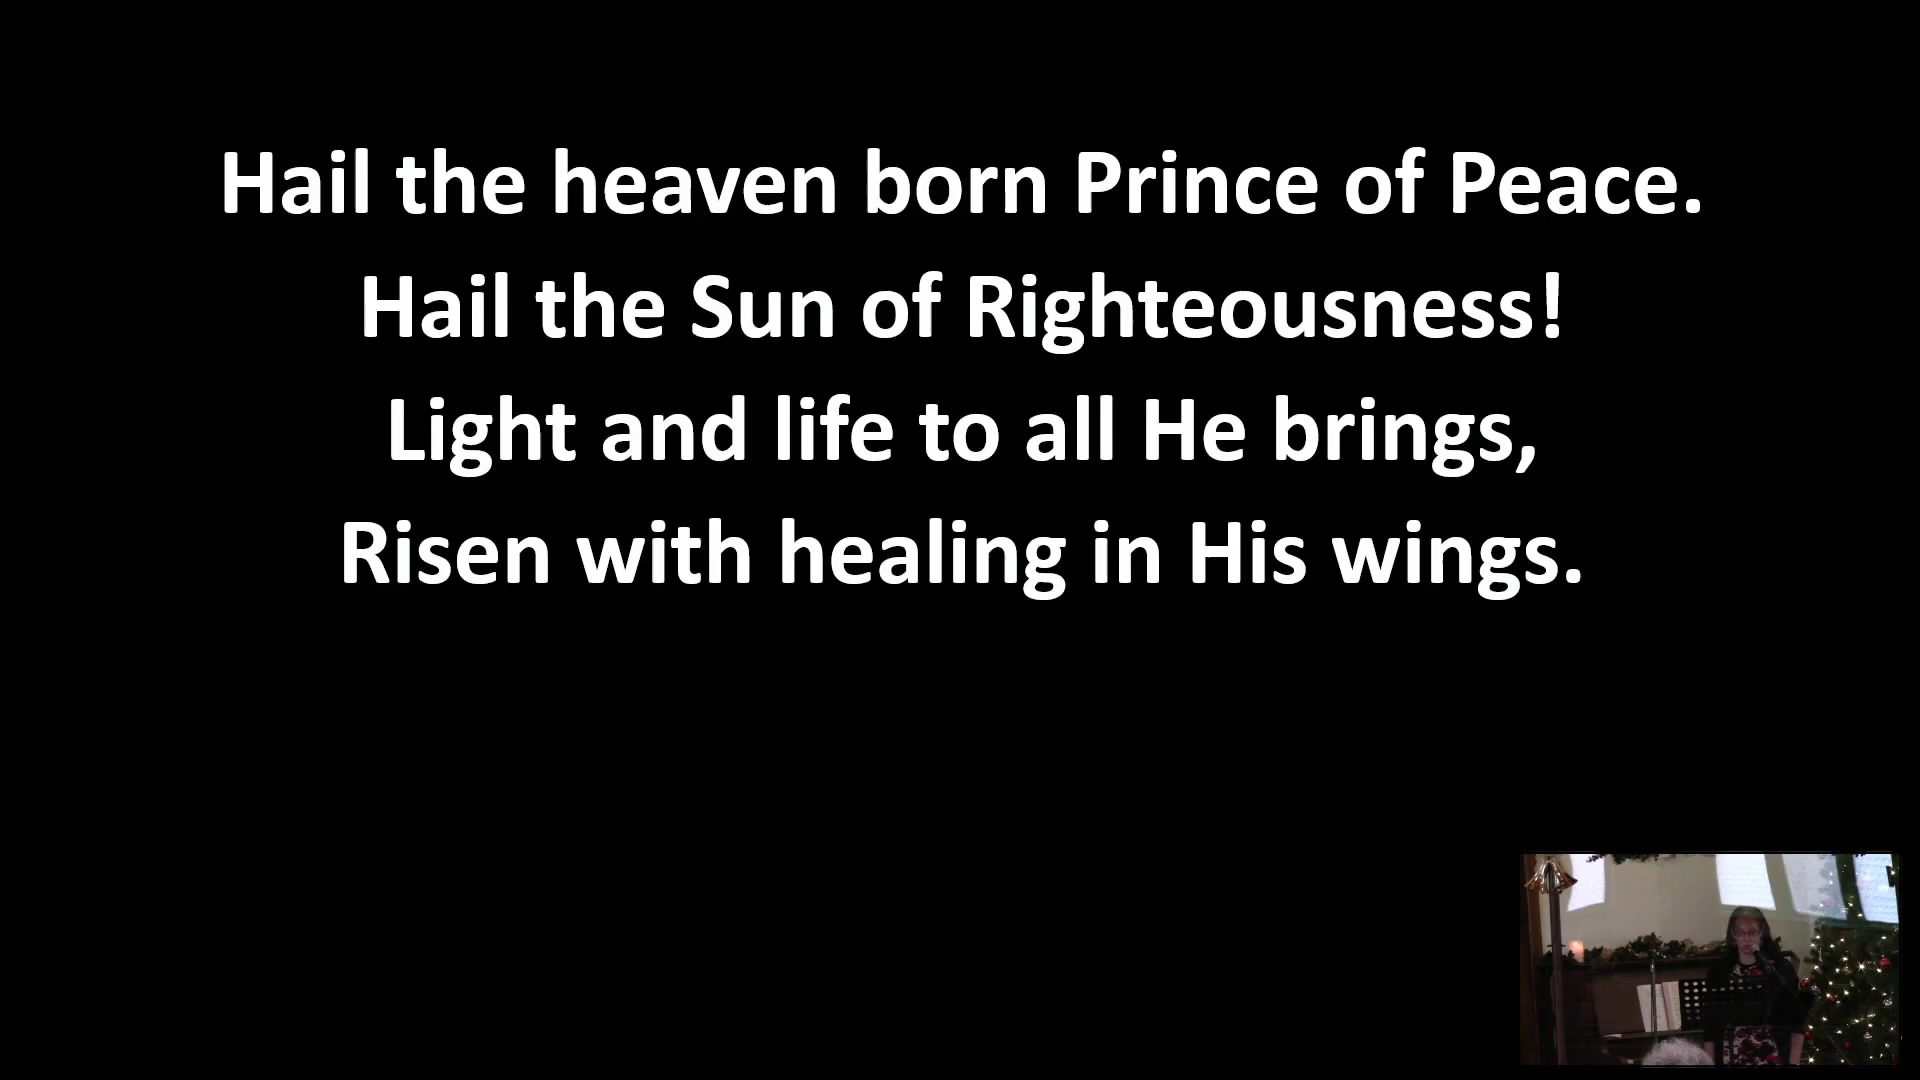 Hail the heaven born Prince of Peace.
Hail the Sun of Righteousness!
Light and life to all He brings,
Risen with healing in His wings.